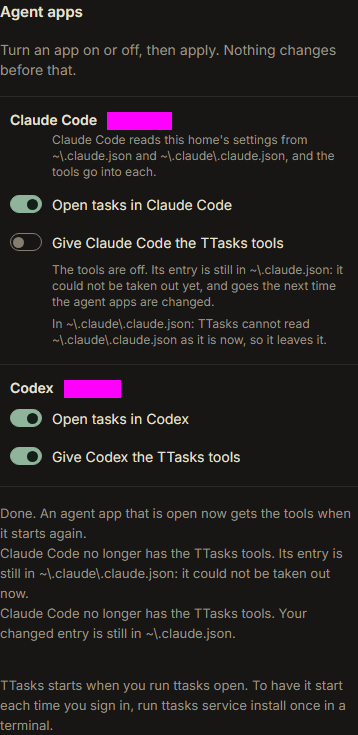 Agent apps
Turn an app on or off, then apply. Nothing changes
before that.
Claude Code
Claude Code reads this home's settings from
~\.claude.json and ~\.claude\.claude.json, and the
tools go into each.
Open tasks in Claude Code
Give Claude Code the TTasks tools
The tools are off. Its entry is still in ~\.claude.json: it
could not be taken out yet, and goes the next time
the agent apps are changed.
In ~\.claude\.claude.json: TTasks cannot read
~\.claude\.claude.json as it is now, so it leaves it.
Codex
Open tasks in Codex
Give Codex the TTasks tools
Done. An agent app that is open now gets the tools when
it starts again.
Claude Code no longer has the TTasks tools. Its entry is
still in ~\.claude\.claude.json: it could not be taken out
now.
Claude Code no longer has the TTasks tools. Your
changed entry is still in ~\.claude.json.
TTasks starts when you run ttasks open. To have it start
each time you sign in, run ttasks service install once in a
terminal.